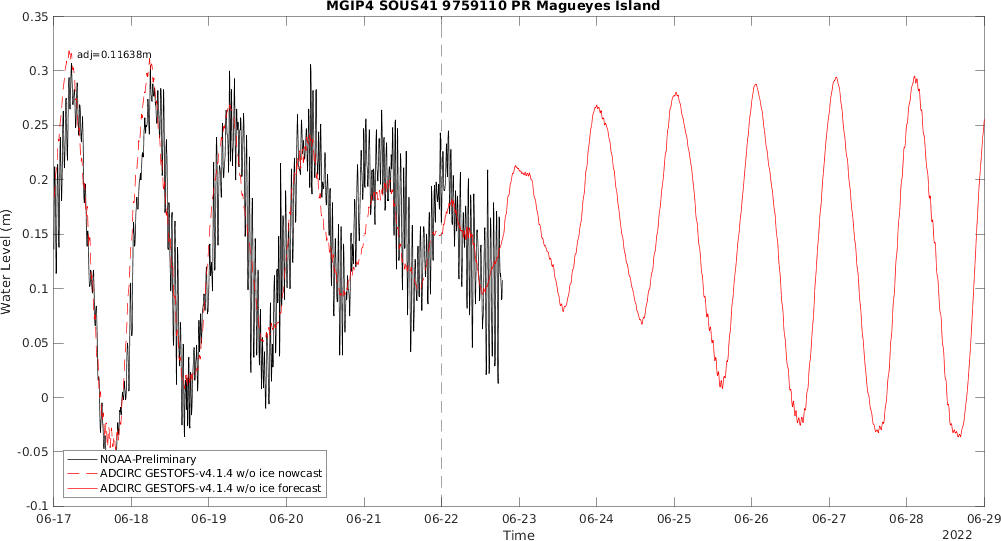 MGIP4 SOUS41 9759110 PR Magueyes Island
adj=0.11638m
Water Level (m)
0.35
0.3
0.25
0.2
0.15
0.1
0.05
0
-0.05
-0.1
NOAA-Preliminary
ADCIRC GESTOFS-v4.1.4 w/o ice nowcast
ADCIRC GESTOFS-v4.1.4 w/o ice forecast
06-17 06-18 06-19 06-20 06-21 06-22 06-23 06-24 06-25 06-26 06-27 06-28 06-29
Time
2022